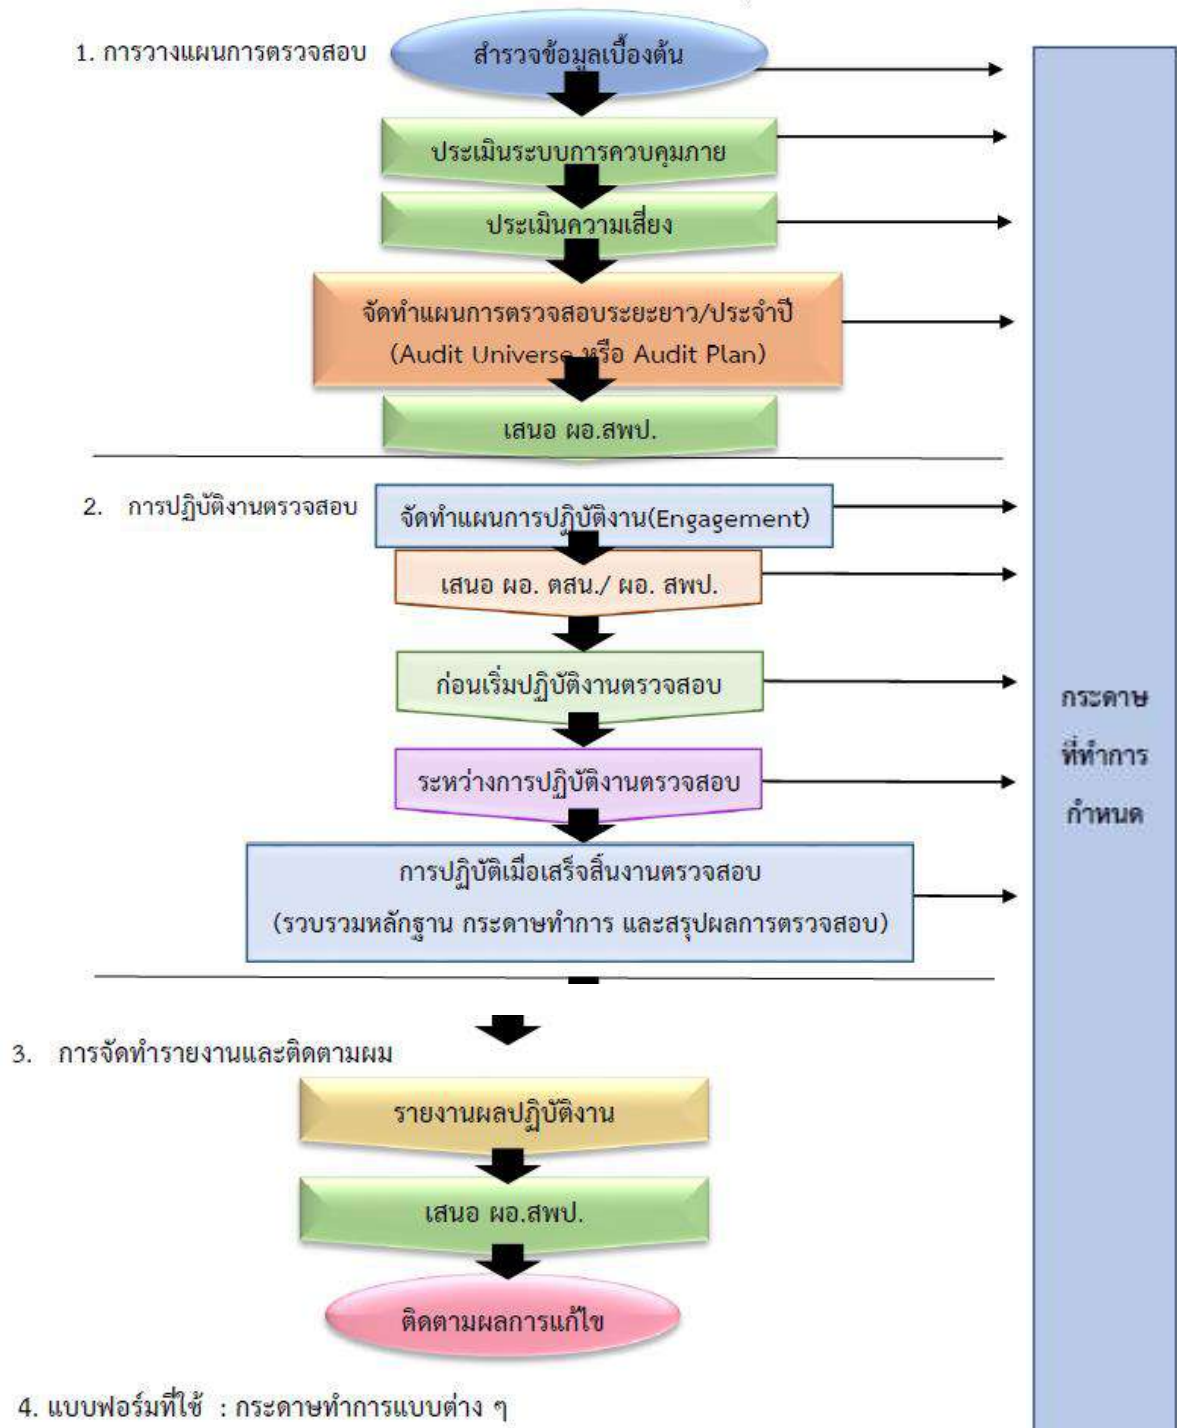 1. การวางแผนการตรวจสอบ
สำรวจข้อมูลเบื้องต้น
ประเมินระบบการควบคุมภาย
ประเมินความเสี่ยง
จัดทำแผนการตรวจสอบระยะยาว/ประจำปี
(Audit Universe หรือ Audit Plan)
เสนอ ผอ.สพป.
2. การปฏิบัติงานตรวจสอบ
จัดทำแผนการปฏิบัติงาน(Engagement)
เสนอ ผอ. ตสน./ ผอ. สพป.
ก่อนเริ่มปฏิบัติงานตรวจสอบ
ระหว่างการปฏิบัติงานตรวจสอบ
การปฏิบัติเมื่อเสร็จสิ้นงานตรวจสอบ
(รวบรวมหลักฐาน กระดาษทำการ และสรุปผลการตรวจสอบ)
กระดาษ
ที่ทำการ
กำหนด
3. การจัดทำรายงานและติดตามผม
รายงานผลปฏิบัติงาน
เสนอ ผอ.สพป.
ติดตามผลการแก้ไข
4. แบบฟอร์มที่ใช้ : กระดาษทำการแบบต่าง ๆ